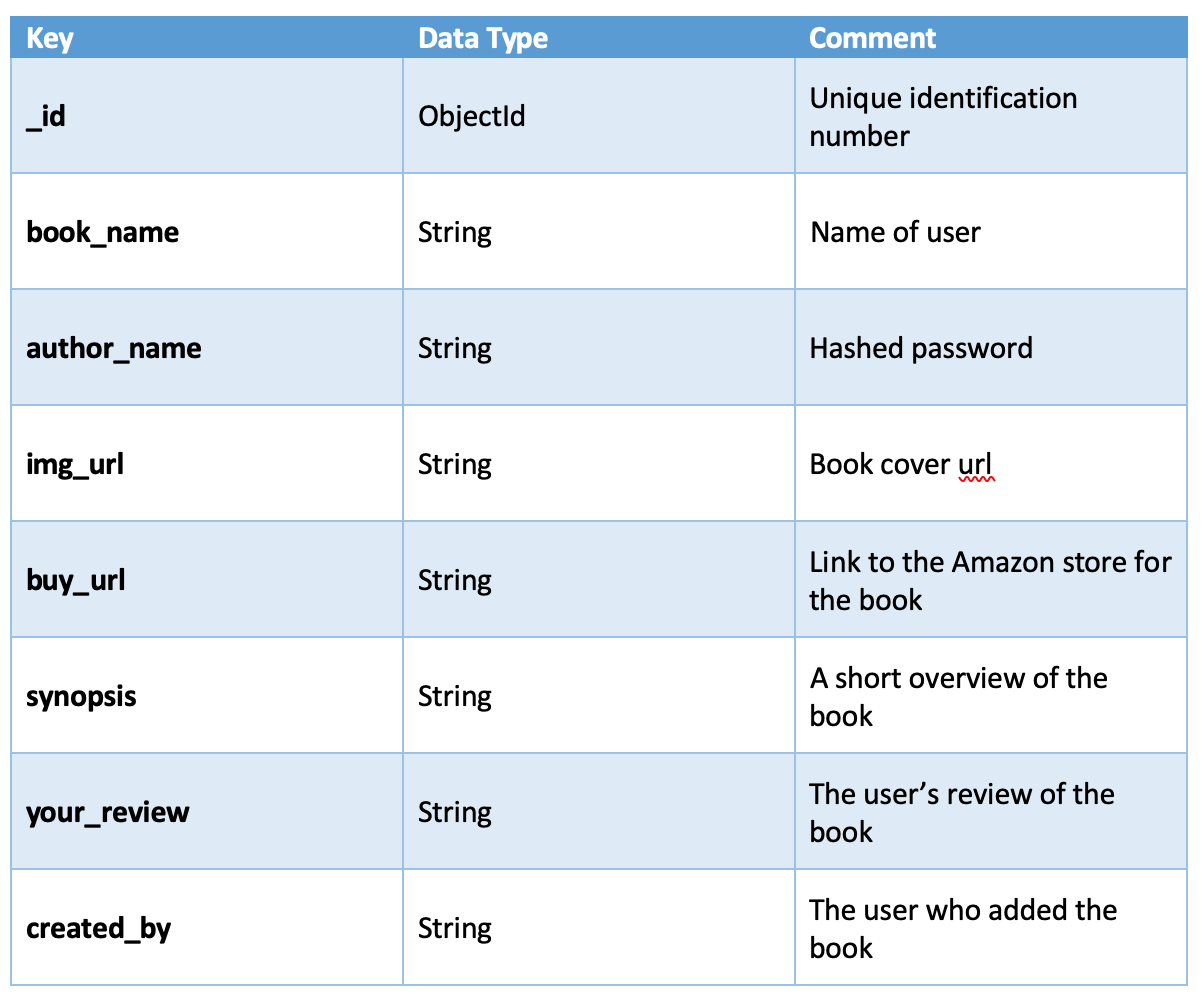 Key Data Type Comment
_id ObjectId Unique identification
number
book_name String Name of user
author_name String Hashed password
img_url String Book cover url
buy_url String Link to the Amazon store for
the book
synopsis String A short overview of the
book
your_review String The user’s review of the
book
created_by String The user who added the
book